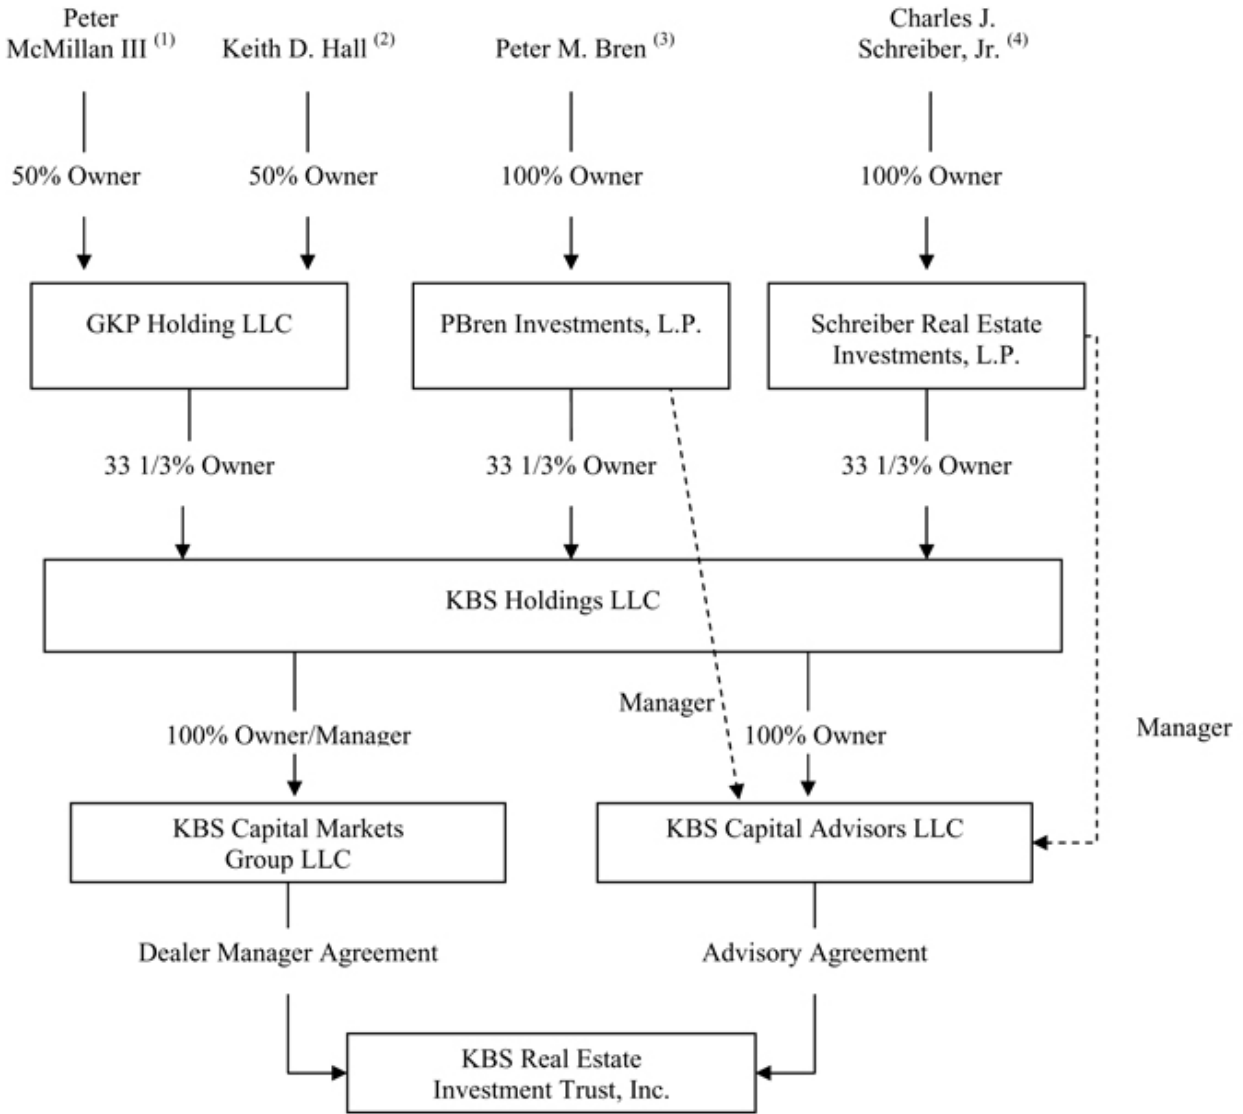 Peter
McMillan III (1)
Keith D. Hall (2)
Peter M. Bren (3)
Charles J.
Schreiber, Jr. (4)
50% Owner
50% Owner
100% Owner
100% Owner
GKP Holding LLC
PBren Investments, L.P.
Schreiber Real Estate
Investments, L.P.
33 1/3% Owner
33 1/3% Owner
33 1/3% Owner
KBS Holdings LLC
Manager
Manager
100% Owner/Manager
100% Owner
KBS Capital Markets
Group LLC
KBS Capital Advisors LLC
Dealer Manager Agreement
Advisory Agreement
KBS Real Estate
Investment Trust, Inc.